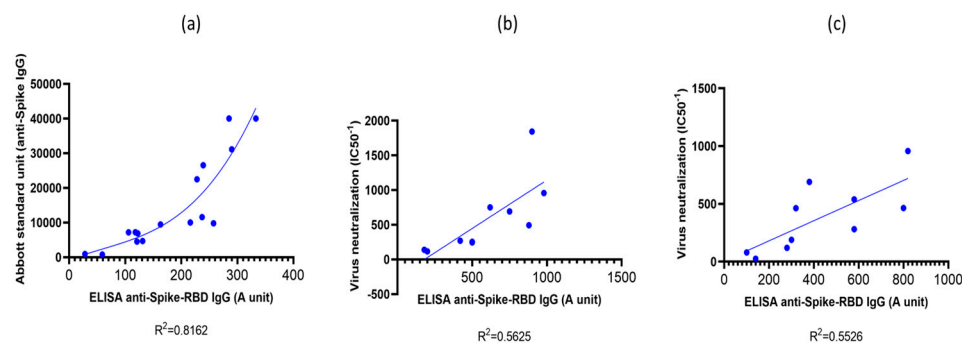 (a)
(b)
(c)
Abbott standard unit (anti-Spike IgG)
50000
40000
30000
20000
10000
0
0
100
200
300
400
ELISA anti-Spike-RBD IgG (A unit)
R²=0.8162
Virus neutralization (IC50⁻¹)
2000
1500
1000
500
0
-500
500
1000
1500
ELISA anti-Spike-RBD IgG (A unit)
R²=0.5625
Virus neutralization (IC50⁻¹)
1500
1000
500
0
0
200
400
600
800
1000
ELISA anti-Spike-RBD IgG (A unit)
R²=0.5526